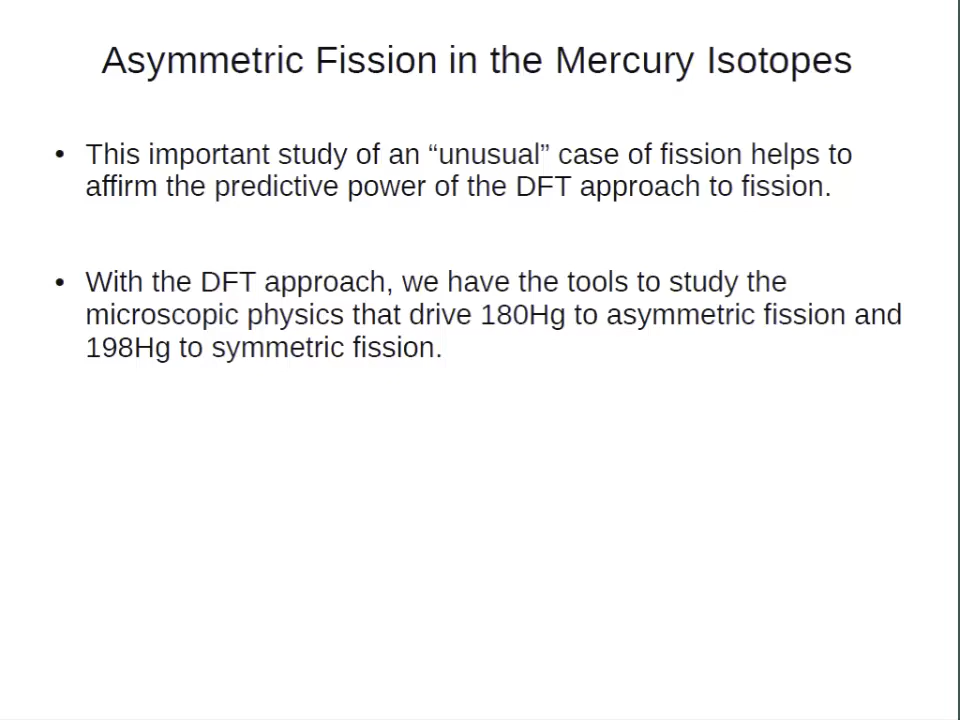 Asymmetric Fission in the Mercury Isotopes
• This important study of an “unusual” case of fission helps to
affirm the predictive power of the DFT approach to fission.
• With the DFT approach, we have the tools to study the
microscopic physics that drive 180Hg to asymmetric fission and
198Hg to symmetric fission.